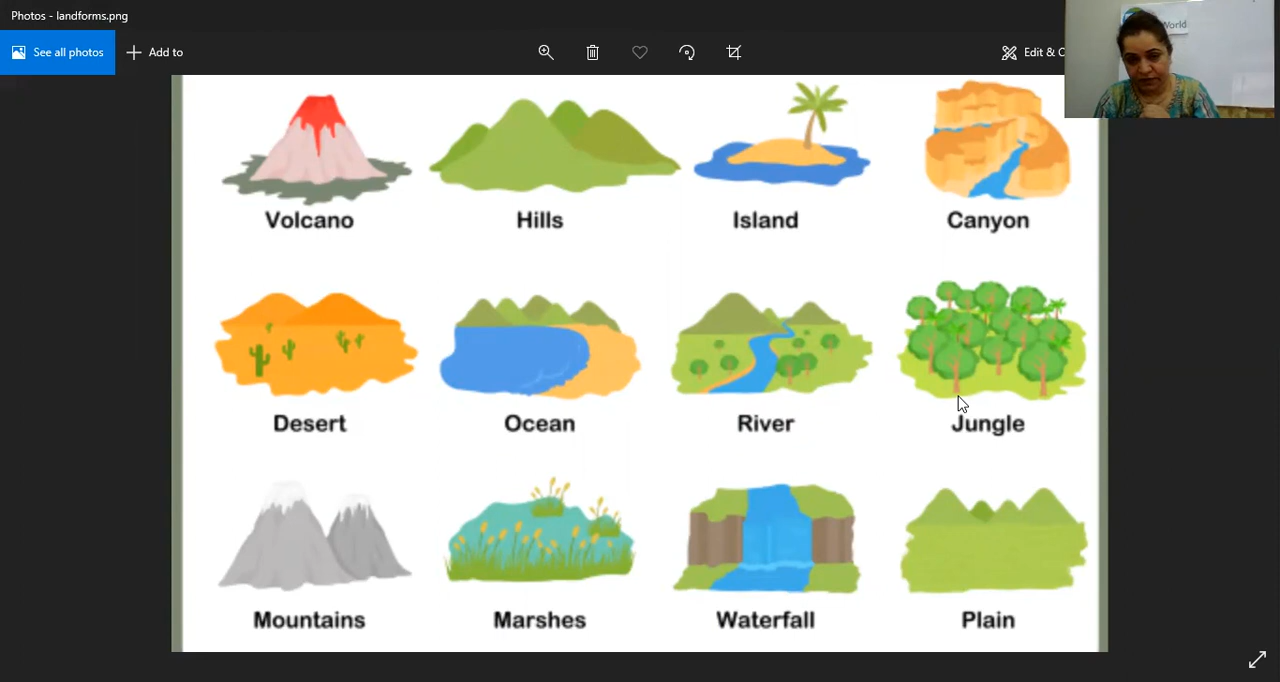 Photos - landforms.png
See all photos
Add to
Edit & C
World
Volcano
Hills
Island
Canyon
Desert
Ocean
River
Jungle
Mountains
Marshes
Waterfall
Plain